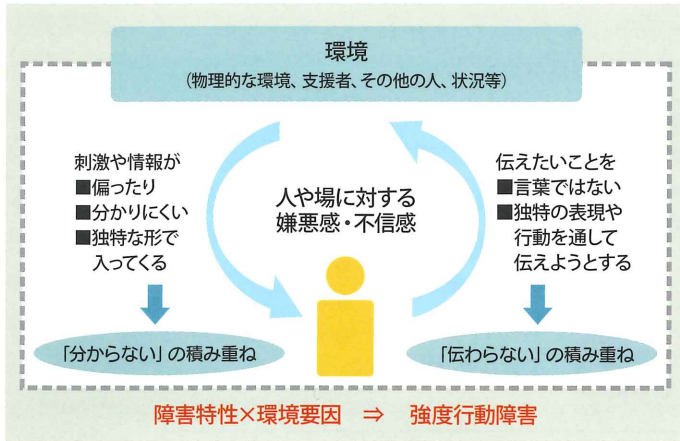 環境
（物理的な環境、支援者、その他の人、状況等）
刺激や情報が
■偏ったり
■分かりにくい
■独特な形で
入ってくる
人や場に対する
嫌悪感・不信感
伝えたいことを
■言葉ではない
■独特の表現や
行動を通して
伝えようとする
「分からない」の積み重ね
「伝わらない」の積み重ね
障害特性×環境要因 ⇒ 強度行動障害